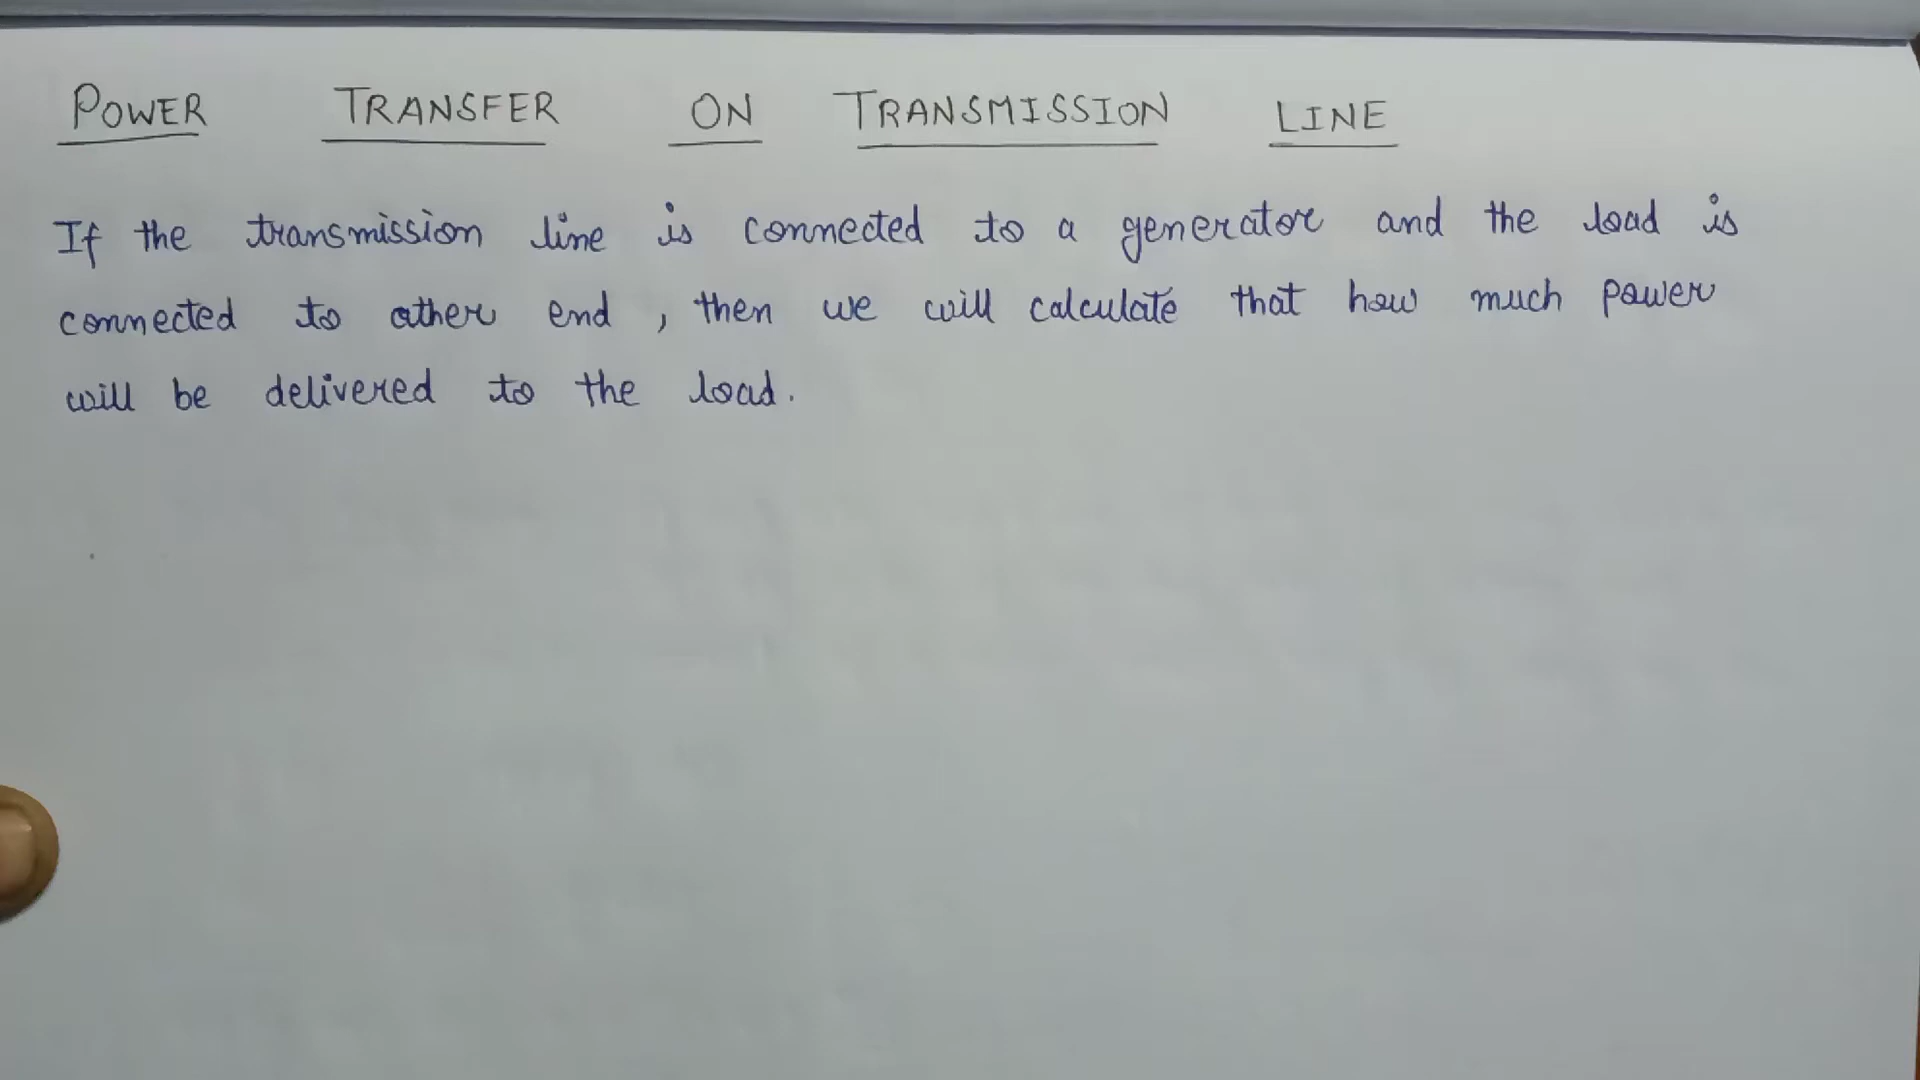 POWER TRANSFER ON TRANSMISSION LINE
If the transmission line is connected to a generator and the load is
connected to other end, then we will calculate that how much power
will be delivered to the load.